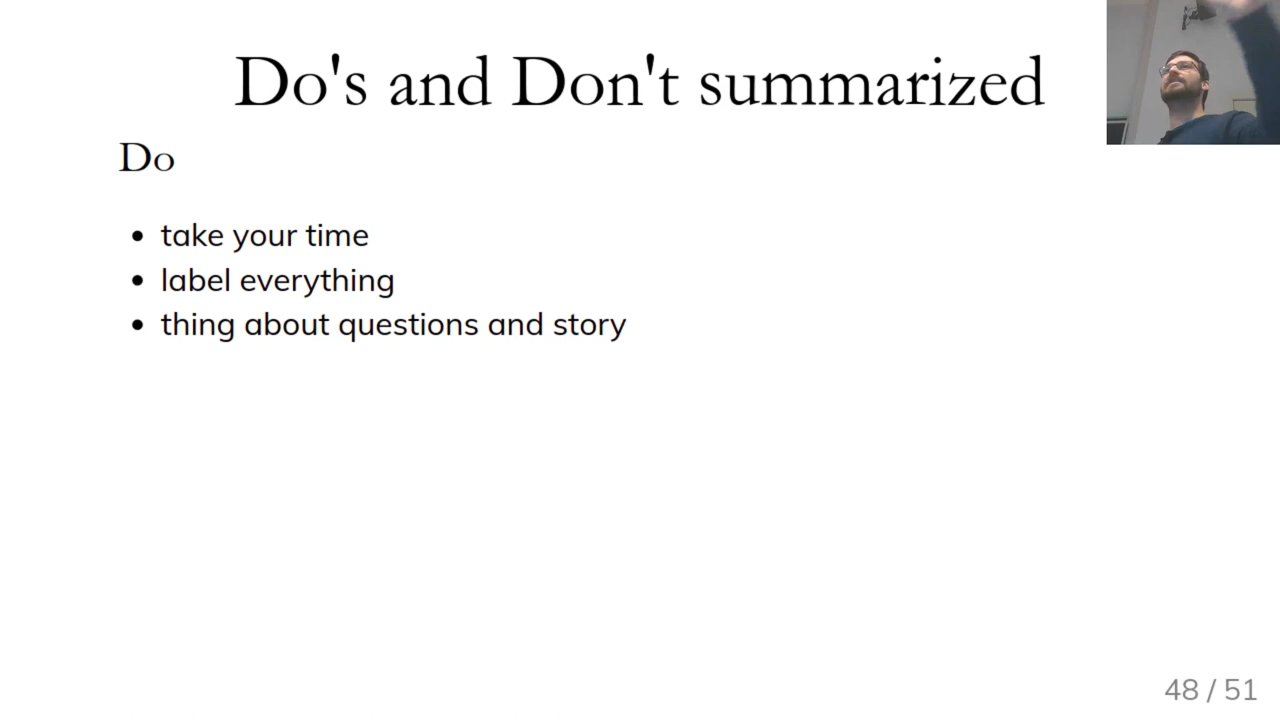 Do's and Don't summarized
Do
take your time
label everything
thing about questions and story
48 / 51